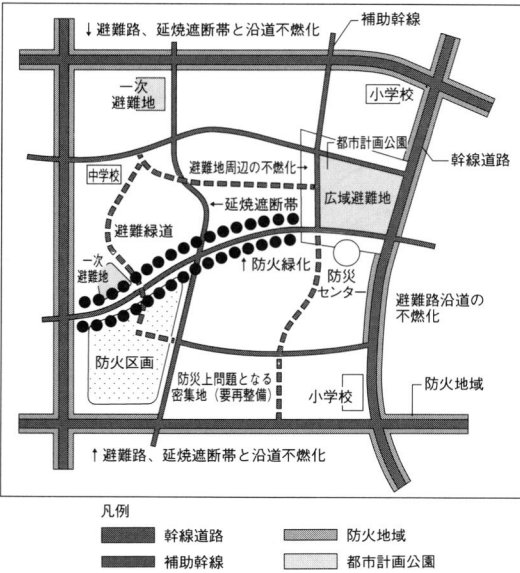 ↓避難路、延焼遮断帯と沿道不燃化
補助幹線
一次
避難地
小学校
都市計画公園
幹線道路
中学校
避難地周辺の不燃化→
広域避難地
←延焼遮断帯
避難緑道
一次
避難地
↑防火緑化
防災
センター
避難路沿道の
不燃化
防火区画
防災上問題となる
密集地（要再整備）
小学校
防火地域
↑避難路、延焼遮断帯と沿道不燃化
凡例
幹線道路
防火地域
補助幹線
都市計画公園